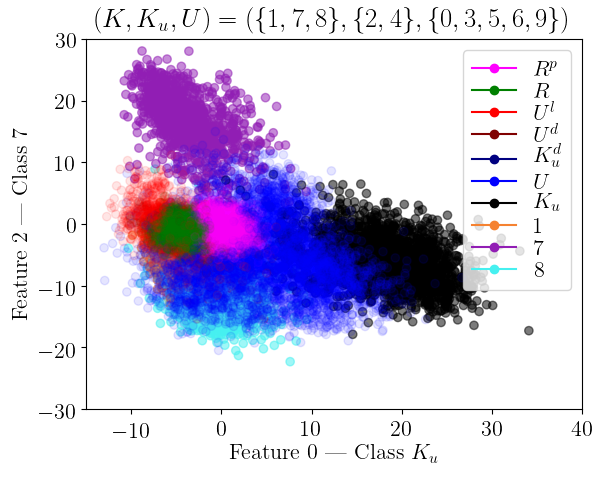 (K, K_u, U) = ({1, 7, 8}, {2, 4}, {0, 3, 5, 6, 9})
30
20
10
0
−10
−20
−30
Feature 2 — Class 7
R^p
R
U^l
U^d
K_u^d
U
K_u
1
7
8
−10
0
10
20
30
40
Feature 0 — Class K_u